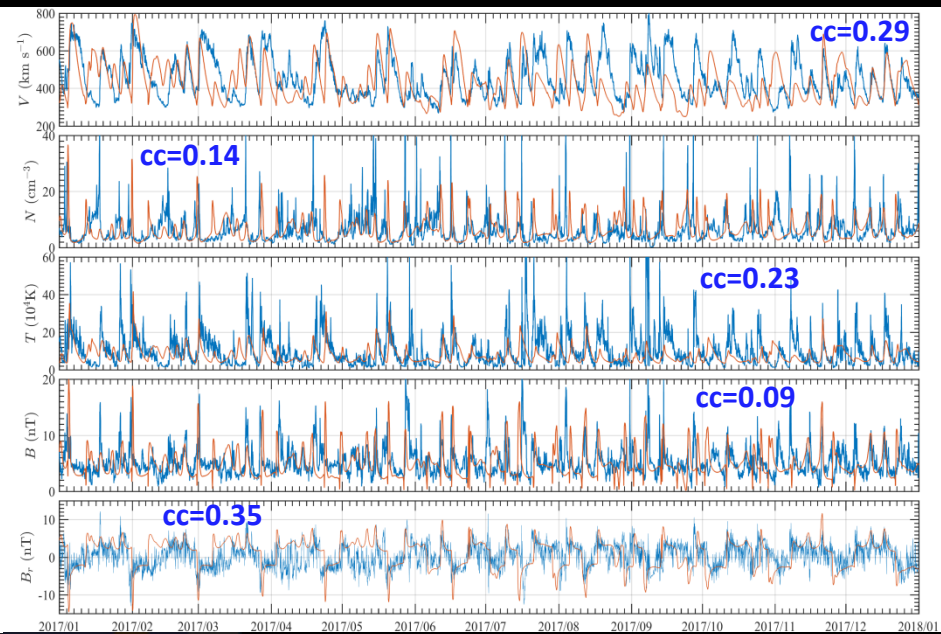 800
600
400
200
V (km s⁻¹)
cc=0.29
40
20
0
N (cm⁻³)
cc=0.14
60
40
20
0
T (10⁴K)
cc=0.23
20
10
0
B (nT)
cc=0.09
10
0
-10
Bᵣ (nT)
cc=0.35
2017/01 2017/02 2017/03 2017/04 2017/05 2017/06 2017/07 2017/08 2017/09 2017/10 2017/11 2017/12 2018/01